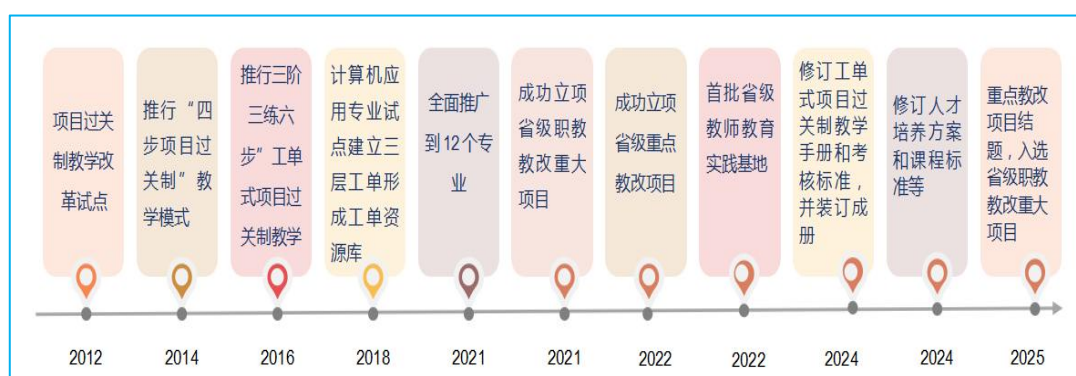 项目过关
制教学改
革试点
推行“四
步项目过
关制”教
学模式
推行三阶
三练六
步”工单
式项目过
关制教学
计算机应
用专业试
点建立三
层工单形
成工单资
源库
全面推广
到12个专
业
成功立项
省级职教
教改重大
项目
成功立项
省级重点
教改项目
首批省级
教师教育
实践基地
修订工单
式项目过
关制教学
手册和考
核标准，
并装订成
册
修订人才
培养方案
和课程标
准等
重点教改
项目结
题，入选
省级职教
教改重大
项目
2012
2014
2016
2018
2021
2021
2022
2022
2024
2024
2025